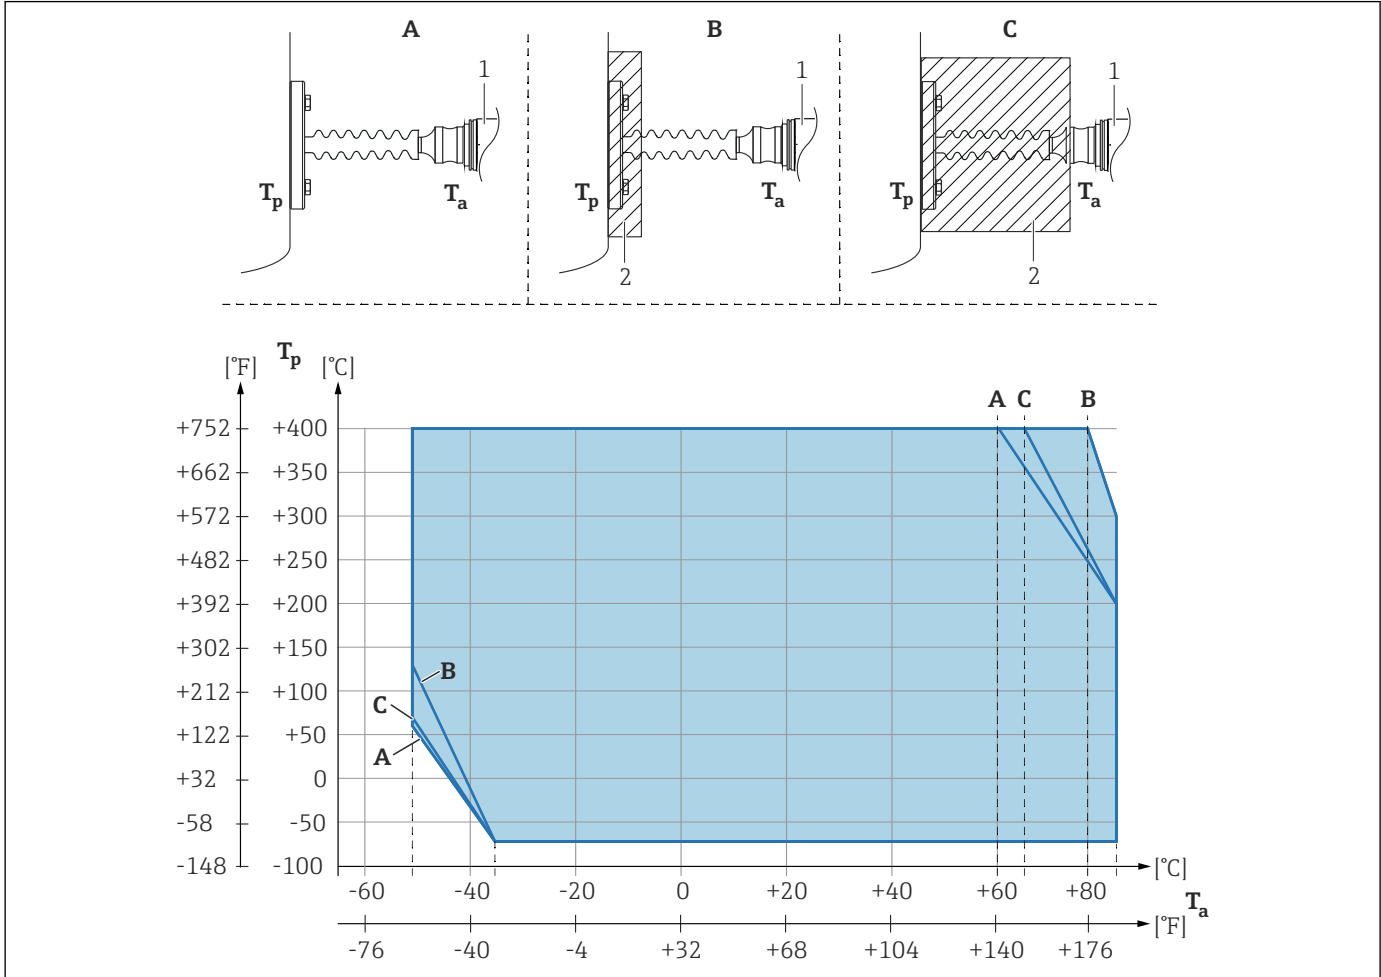 A B C
1 1 1
Tp Ta Tp Ta Tp Ta
2 2
[°F] Tp [°C]
A C B
+752 +400
+662 +350
+572 +300
+482 +250
+392 +200
+302 +150
B
+212 +100
C
+122 +50
A
+32 0
-58 -50
-148 -100
[°C]
-60 -40 -20 0 +20 +40 +60 +80
Ta
[°F]
-76 -40 -4 +32 +68 +104 +140 +176